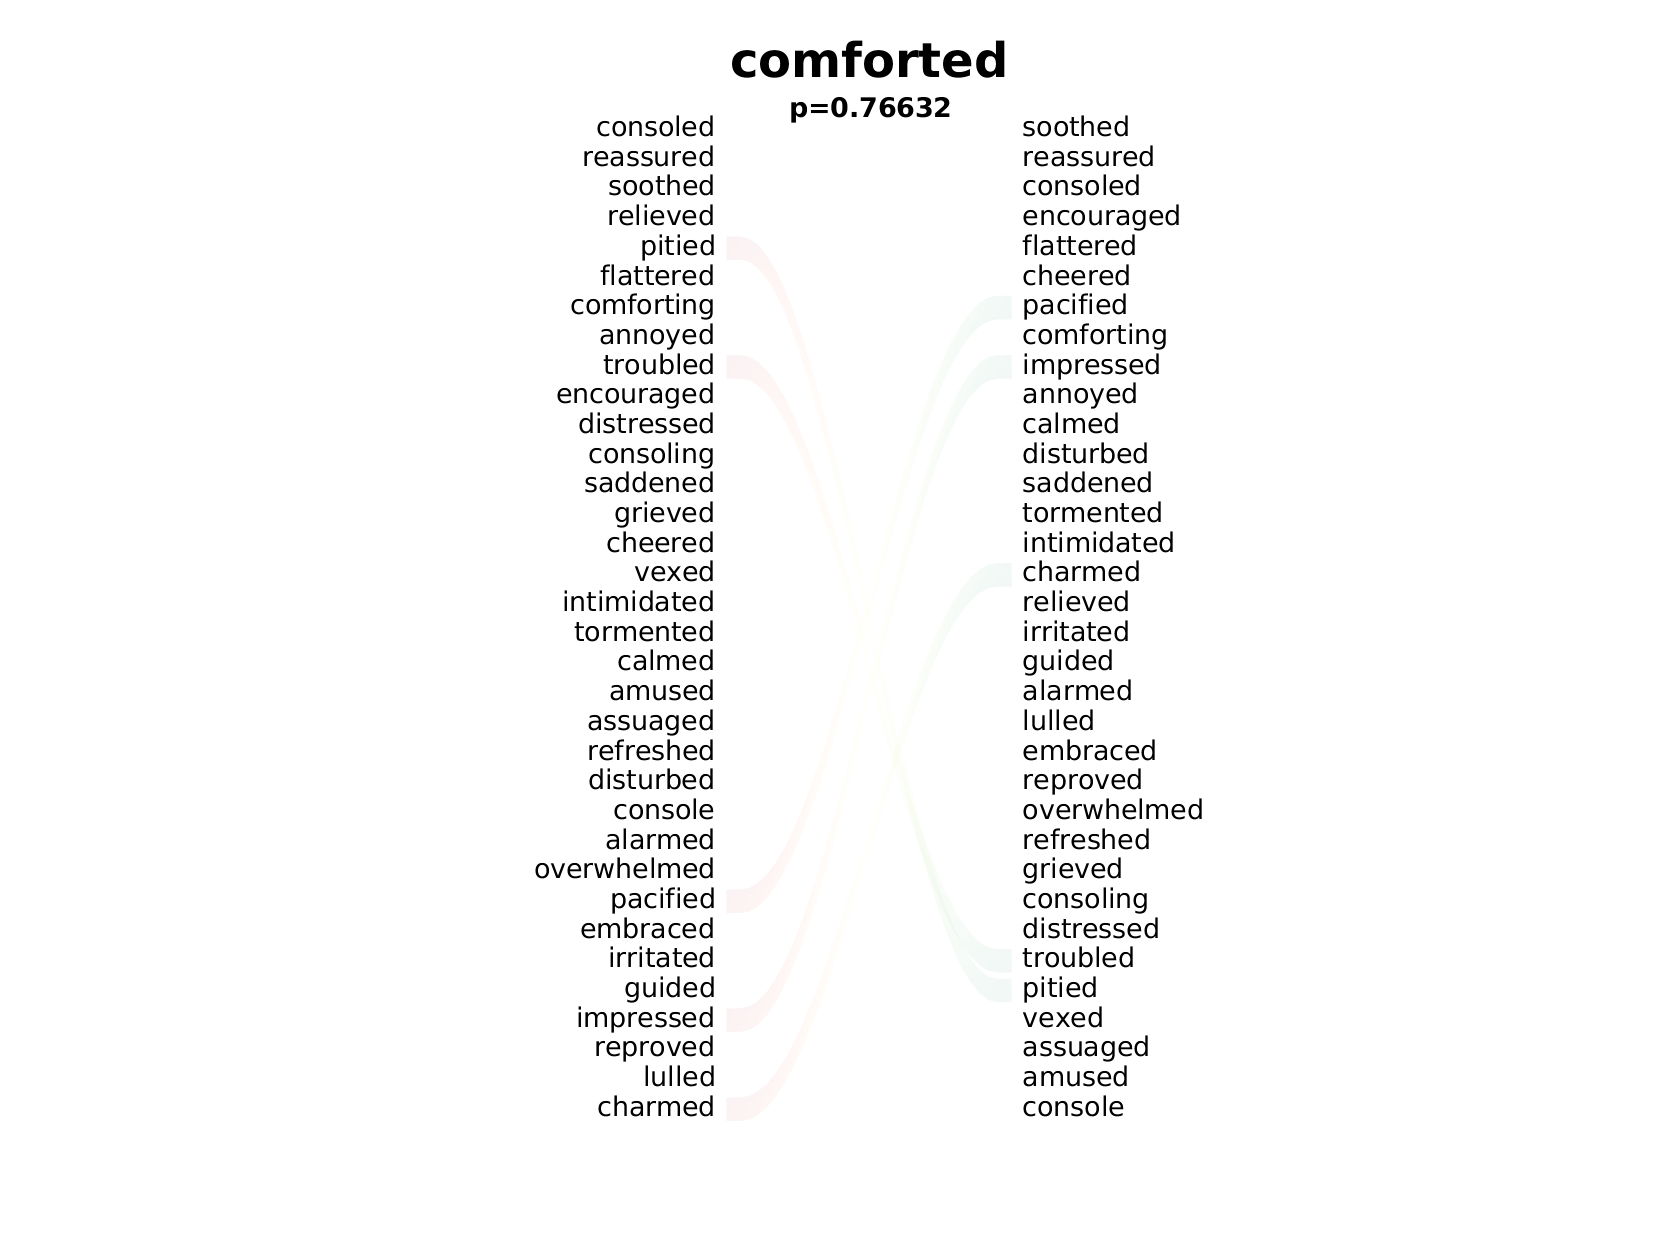 comforted
p=0.76632
consoled soothed
reassured reassured
soothed consoled
relieved encouraged
pitied flattered
flattered cheered
comforting pacified
annoyed comforting
troubled impressed
encouraged annoyed
distressed calmed
consoling disturbed
saddened saddened
grieved tormented
cheered intimidated
vexed charmed
intimidated relieved
tormented irritated
calmed guided
amused alarmed
assuaged lulled
refreshed embraced
disturbed reproved
console overwhelmed
alarmed refreshed
overwhelmed grieved
pacified consoling
embraced distressed
irritated troubled
guided pitied
impressed vexed
reproved assuaged
lulled amused
charmed console